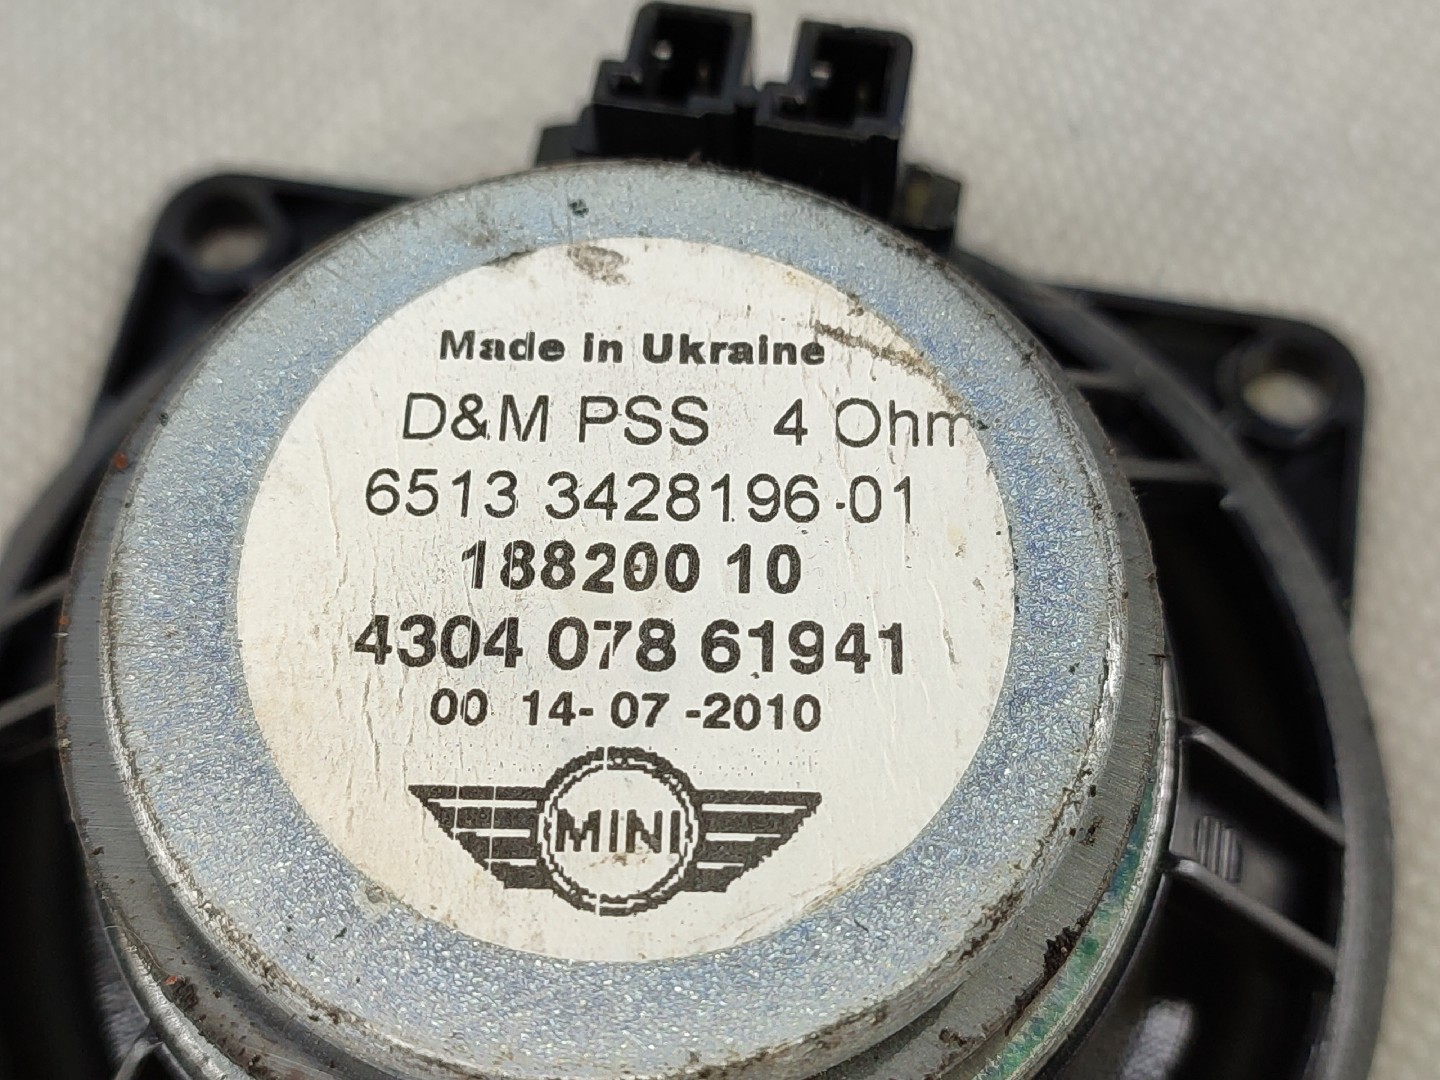 Made in Ukraine
D&M PSS 4 Ohm
6513 3428196-01
188200 10
4304 078 61941
00 14-07-2010
MINI